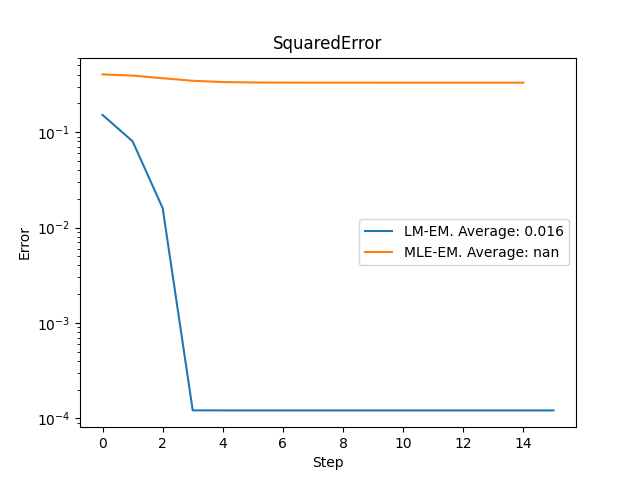 SquaredError
Error
10⁻¹
10⁻²
10⁻³
10⁻⁴
LM-EM. Average: 0.016
MLE-EM. Average: nan
0 2 4 6 8 10 12 14
Step